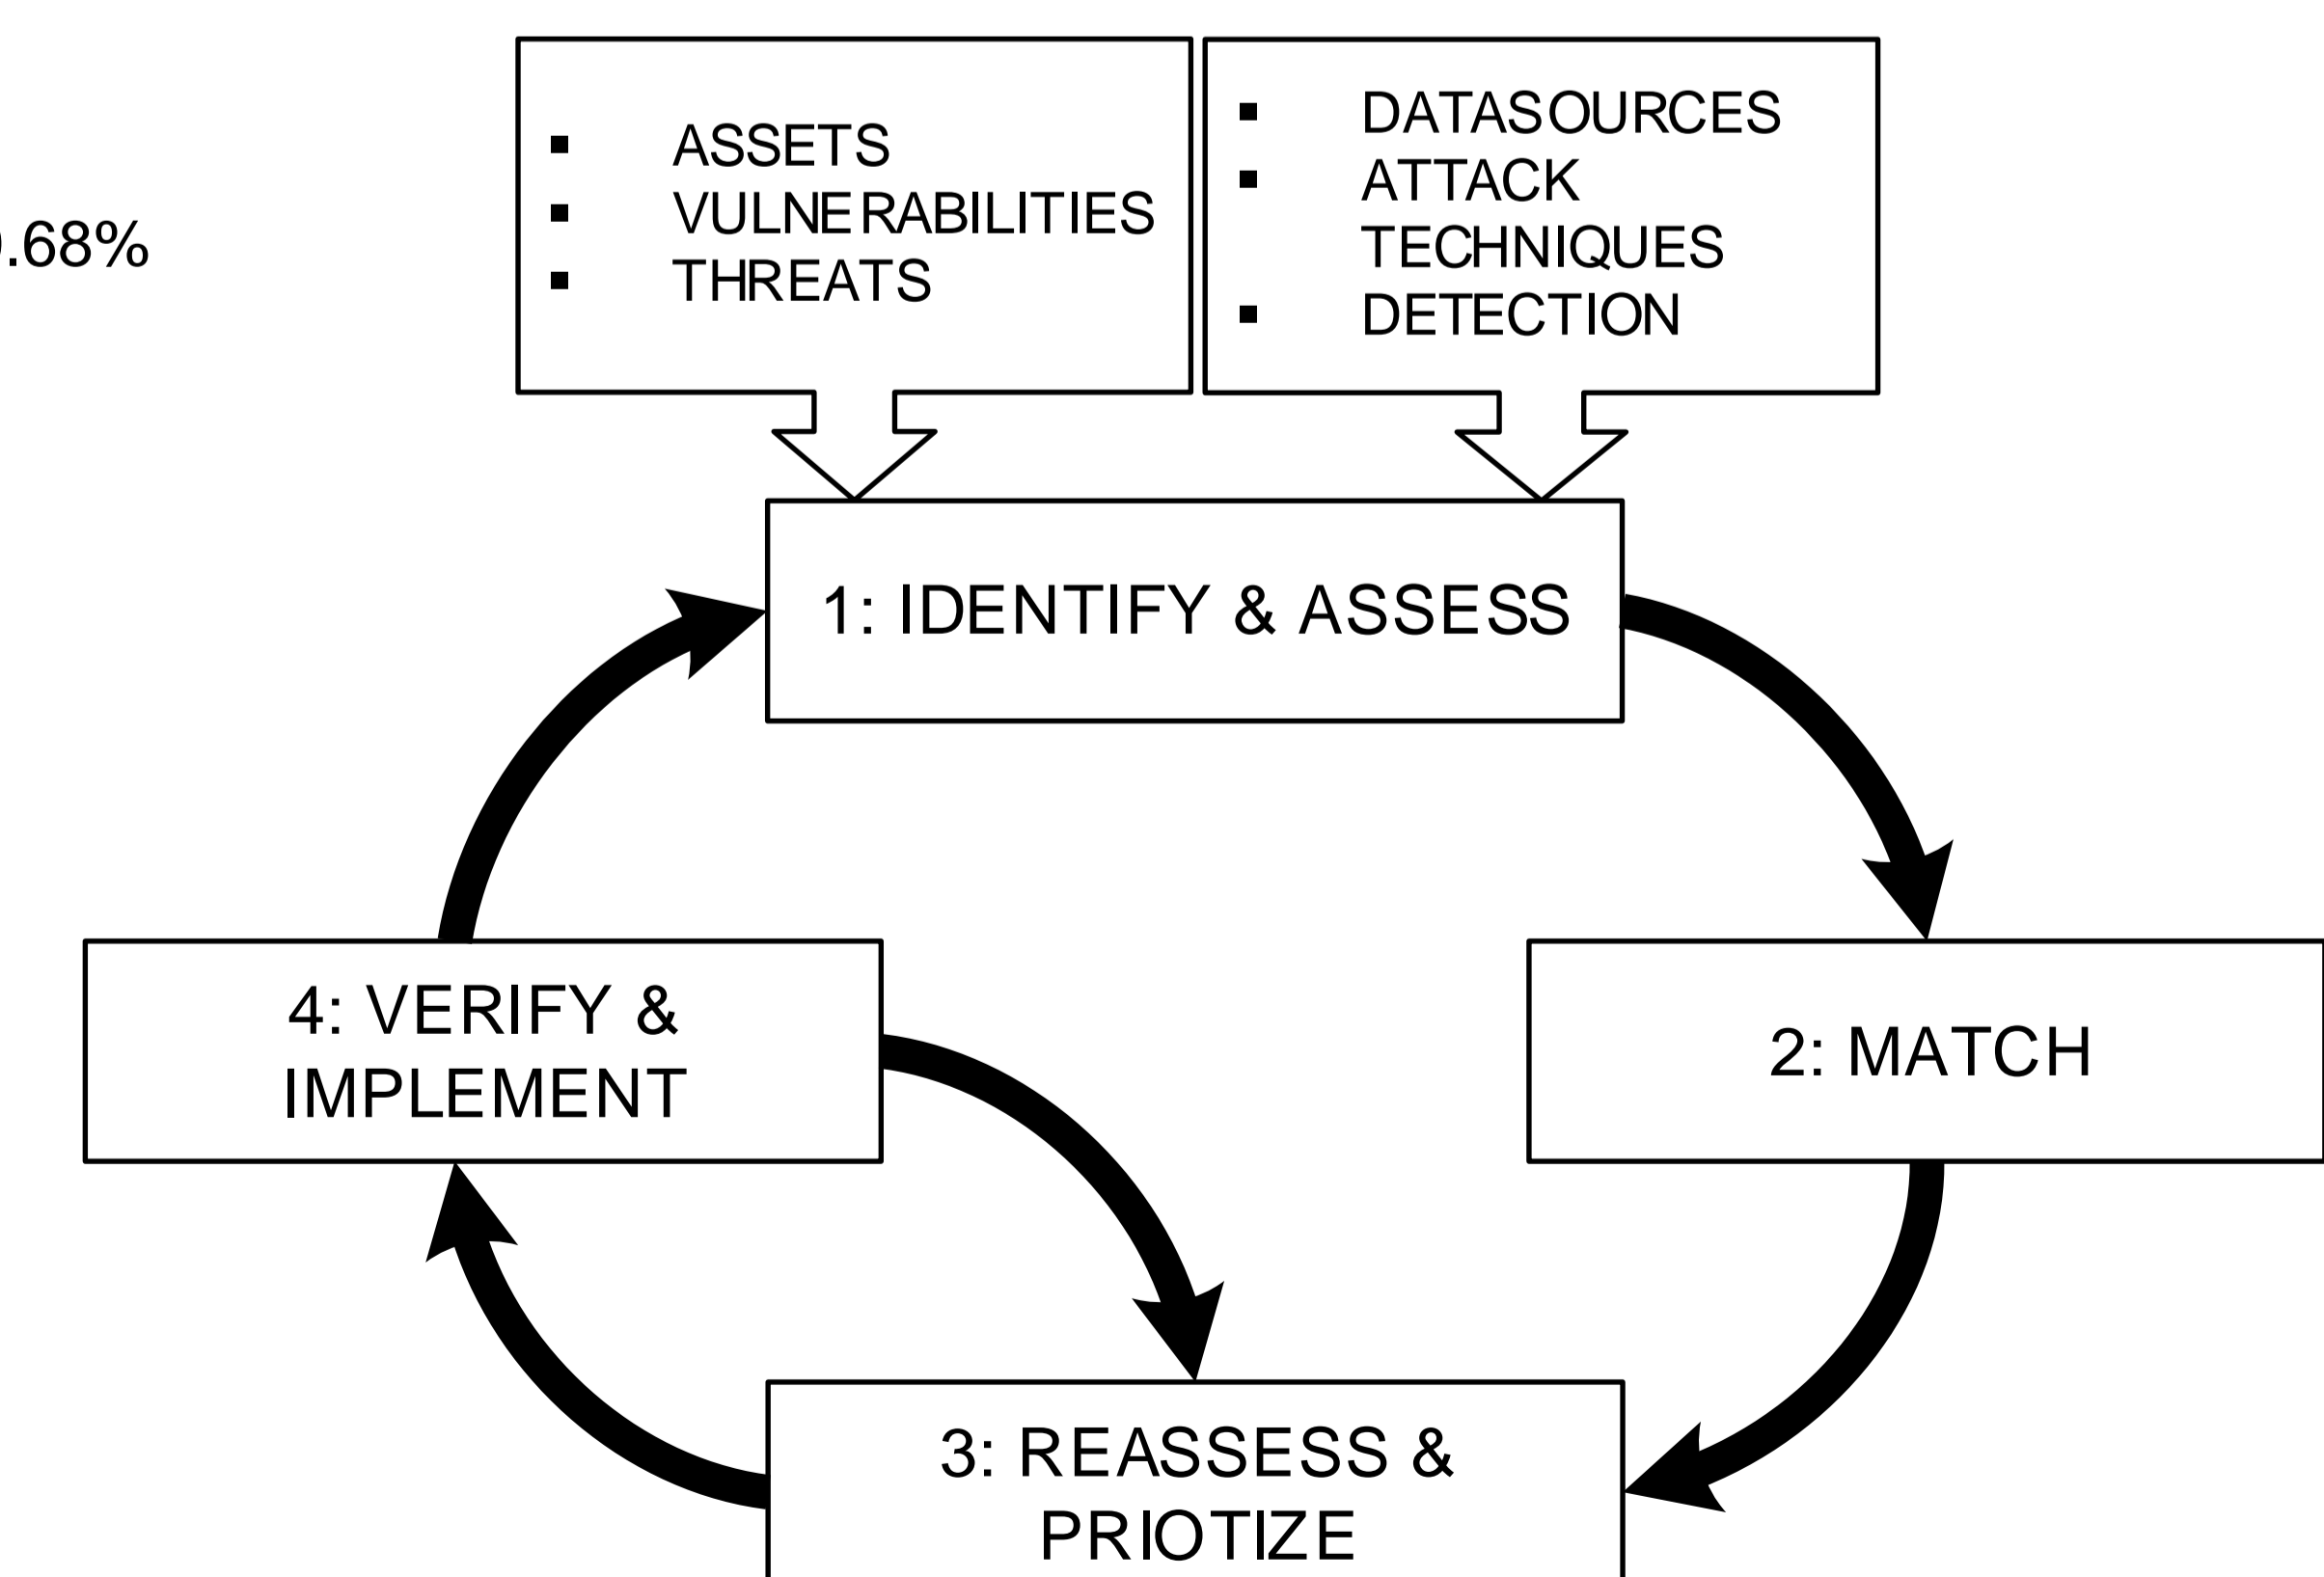 .68%
ASSETS
VULNERABILITIES
THREATS
DATASOURCES
ATTACK
TECHNIQUES
DETECTION
1: IDENTIFY & ASSESS
4: VERIFY &
IMPLEMENT
2: MATCH
3: REASSESS &
PRIOTIZE